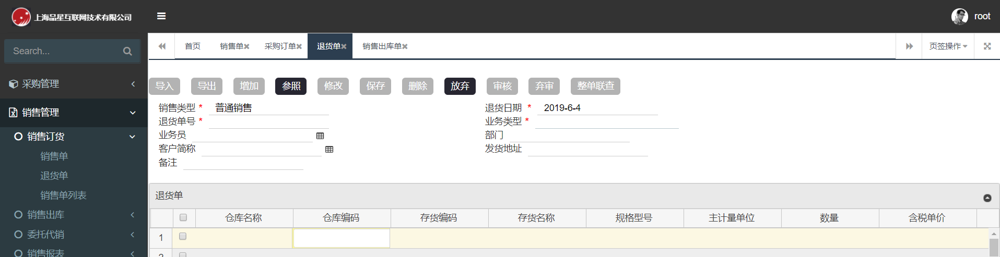 上海品星互联网技术有限公司
root
Search...
首页 销售单 采购订单 退货单 销售出库单 页签操作
采购管理
销售管理
销售订货
销售单
退货单
销售单列表
销售出库
委托代销
销售报表
导入 导出 增加 参照 修改 保存 删除 放弃 审核 弃审 整单联查
销售类型 * 普通销售 退货日期 * 2019-6-4
退货单号 * 业务类型 *
业务员 部门
客户简称 发货地址
备注
退货单
仓库名称 仓库编码 存货编码 存货名称 规格型号 主计量单位 数量 含税单价
1
2